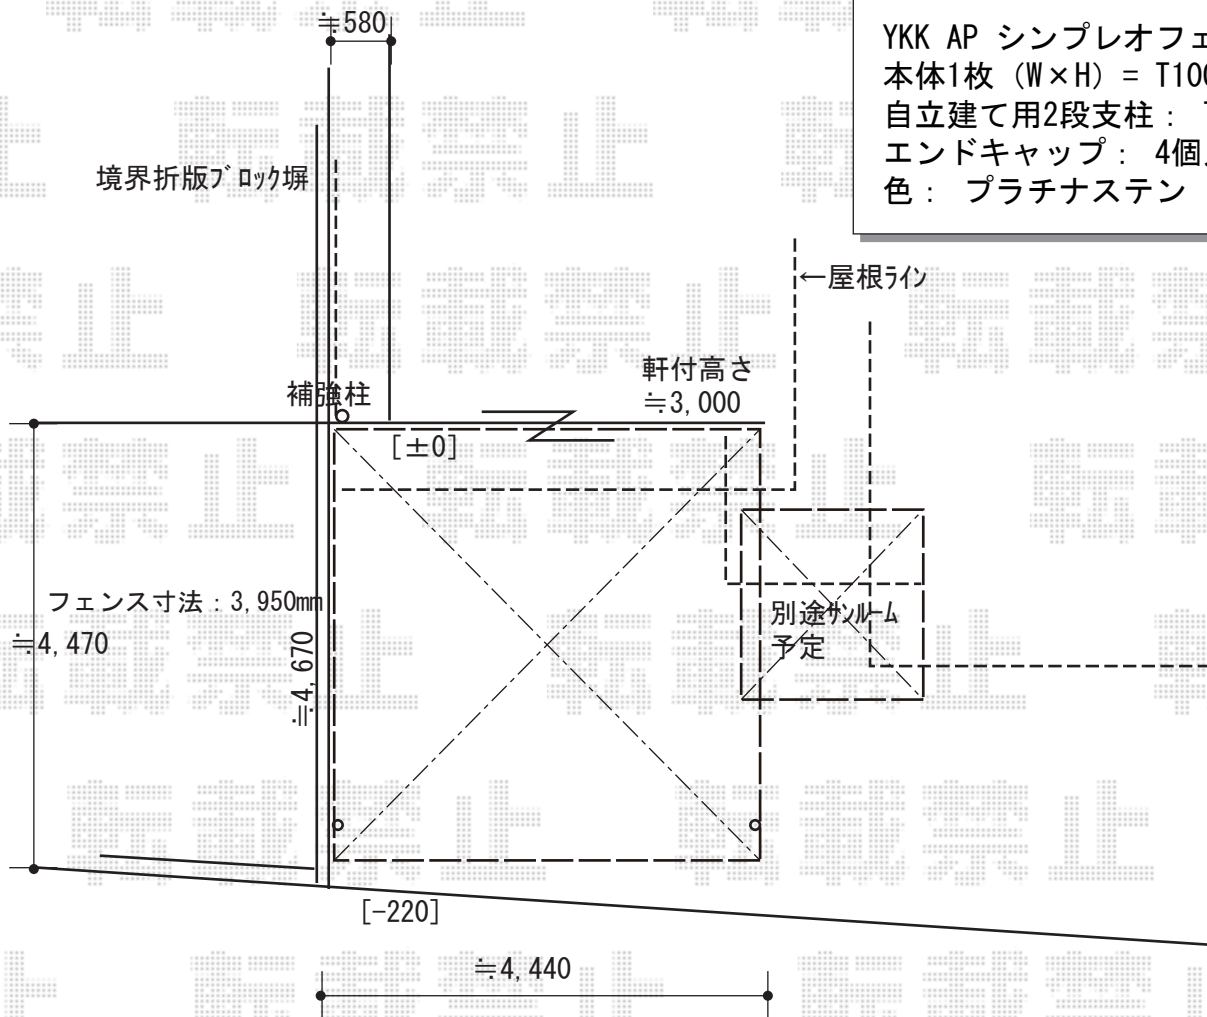 ≒580
YKK AP シンプレオフェ
本体1枚（W×H）= T10
自立建て用2段支柱：
エンドキャップ： 4個
色： プラチナステン
境界折版ﾌﾞﾛｯｸ塀
←屋根ﾗｲﾝ
補強柱
軒付高さ
≒3,000
[±0]
フェンス寸法：3,950mm
≒4,470
≒4,670
別途ｻﾝﾙｰﾑ
予定
[-220]
≒4,440
転載禁止